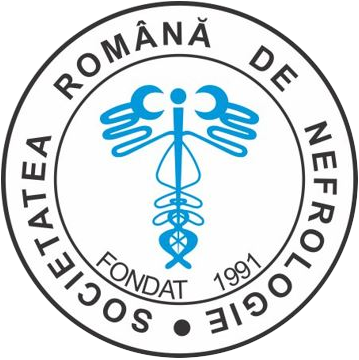 SOCIETATEA ROMÂNĂ DE NEFROLOGIE
FONDAT 1991